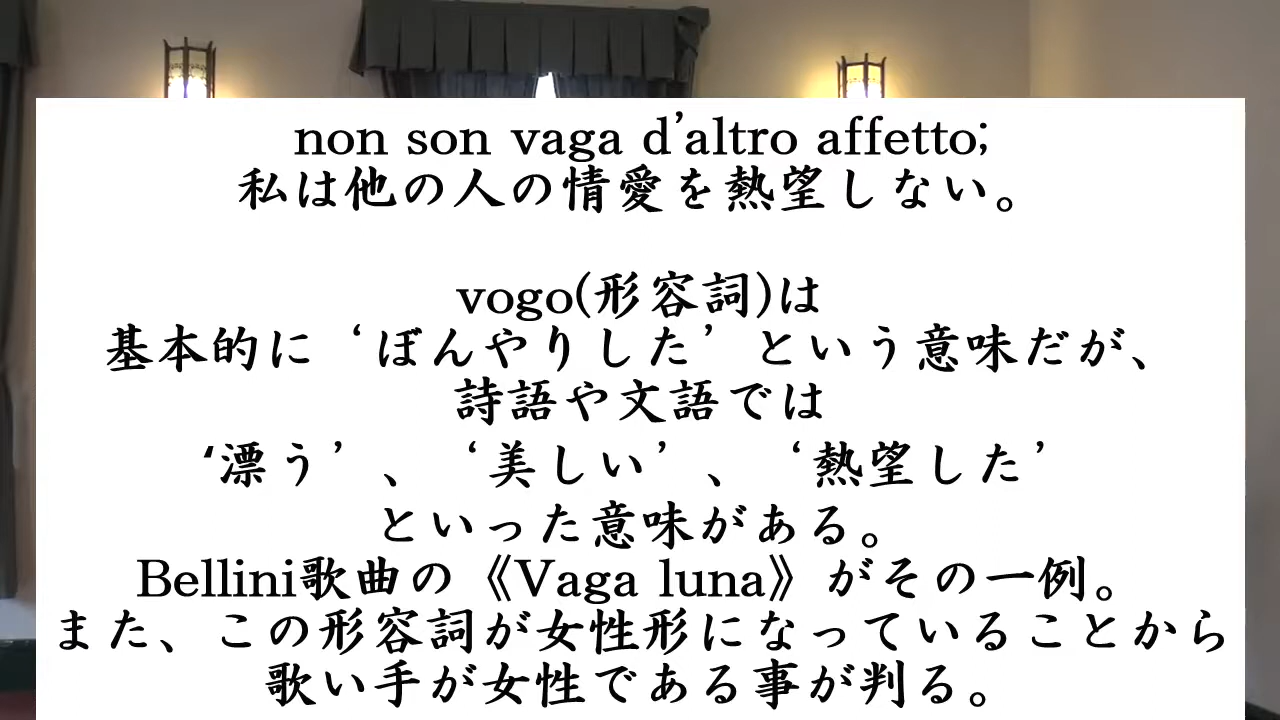 non son vaga d’altro affetto;
私は他の人の情愛を熱望しない。
vogo(形容詞)は
基本的に‘ぼんやりした’という意味だが、
詩語や文語では
‘漂う’、‘美しい’、‘熱望した’
といった意味がある。
Bellini歌曲の《Vaga luna》がその一例。
また、この形容詞が女性形になっていることから
歌い手が女性である事が判る。